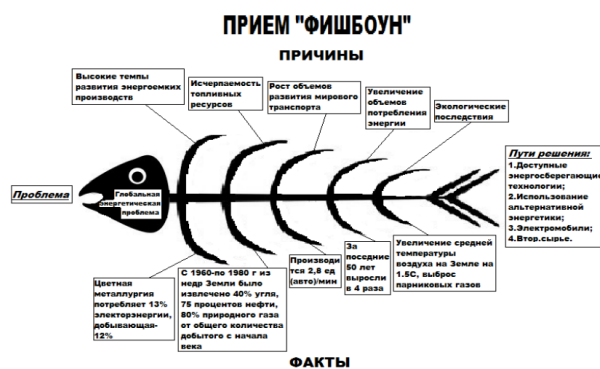 ПРИЕМ "ФИШБОУН"
ПРИЧИНЫ
Высокие темпы
развития энергоемких
производств
Исчерпаемость
топливных
ресурсов
Рост объемов
развития мирового
транспорта
Увеличение
объемов
потребления
энергии
Экологические
последствия
Проблема
Глобальная
энергетическая
проблема
Пути решения:
1.Доступные
энергосберегающие
технологии;
2.Использование
альтернативной
энергетики;
3.Электромобили;
4.Втор.сырье.
Цветная
металлургия
потребляет 13%
электорэнергии,
добывающая-
12%
С 1960-по 1980 г из
недр Земли было
извлечено 40% угля,
75 процентов нефти,
80% природного газа
от общего количества
добытого с начала
века
Производи
тся 2,8 ед
(авто)/мин
За
поседние
50 лет
выросли
в 4 раза
Увеличение средней
температуры
воздуха на Земле на
1.5С, выброс
парниковых газов
ФАКТЫ